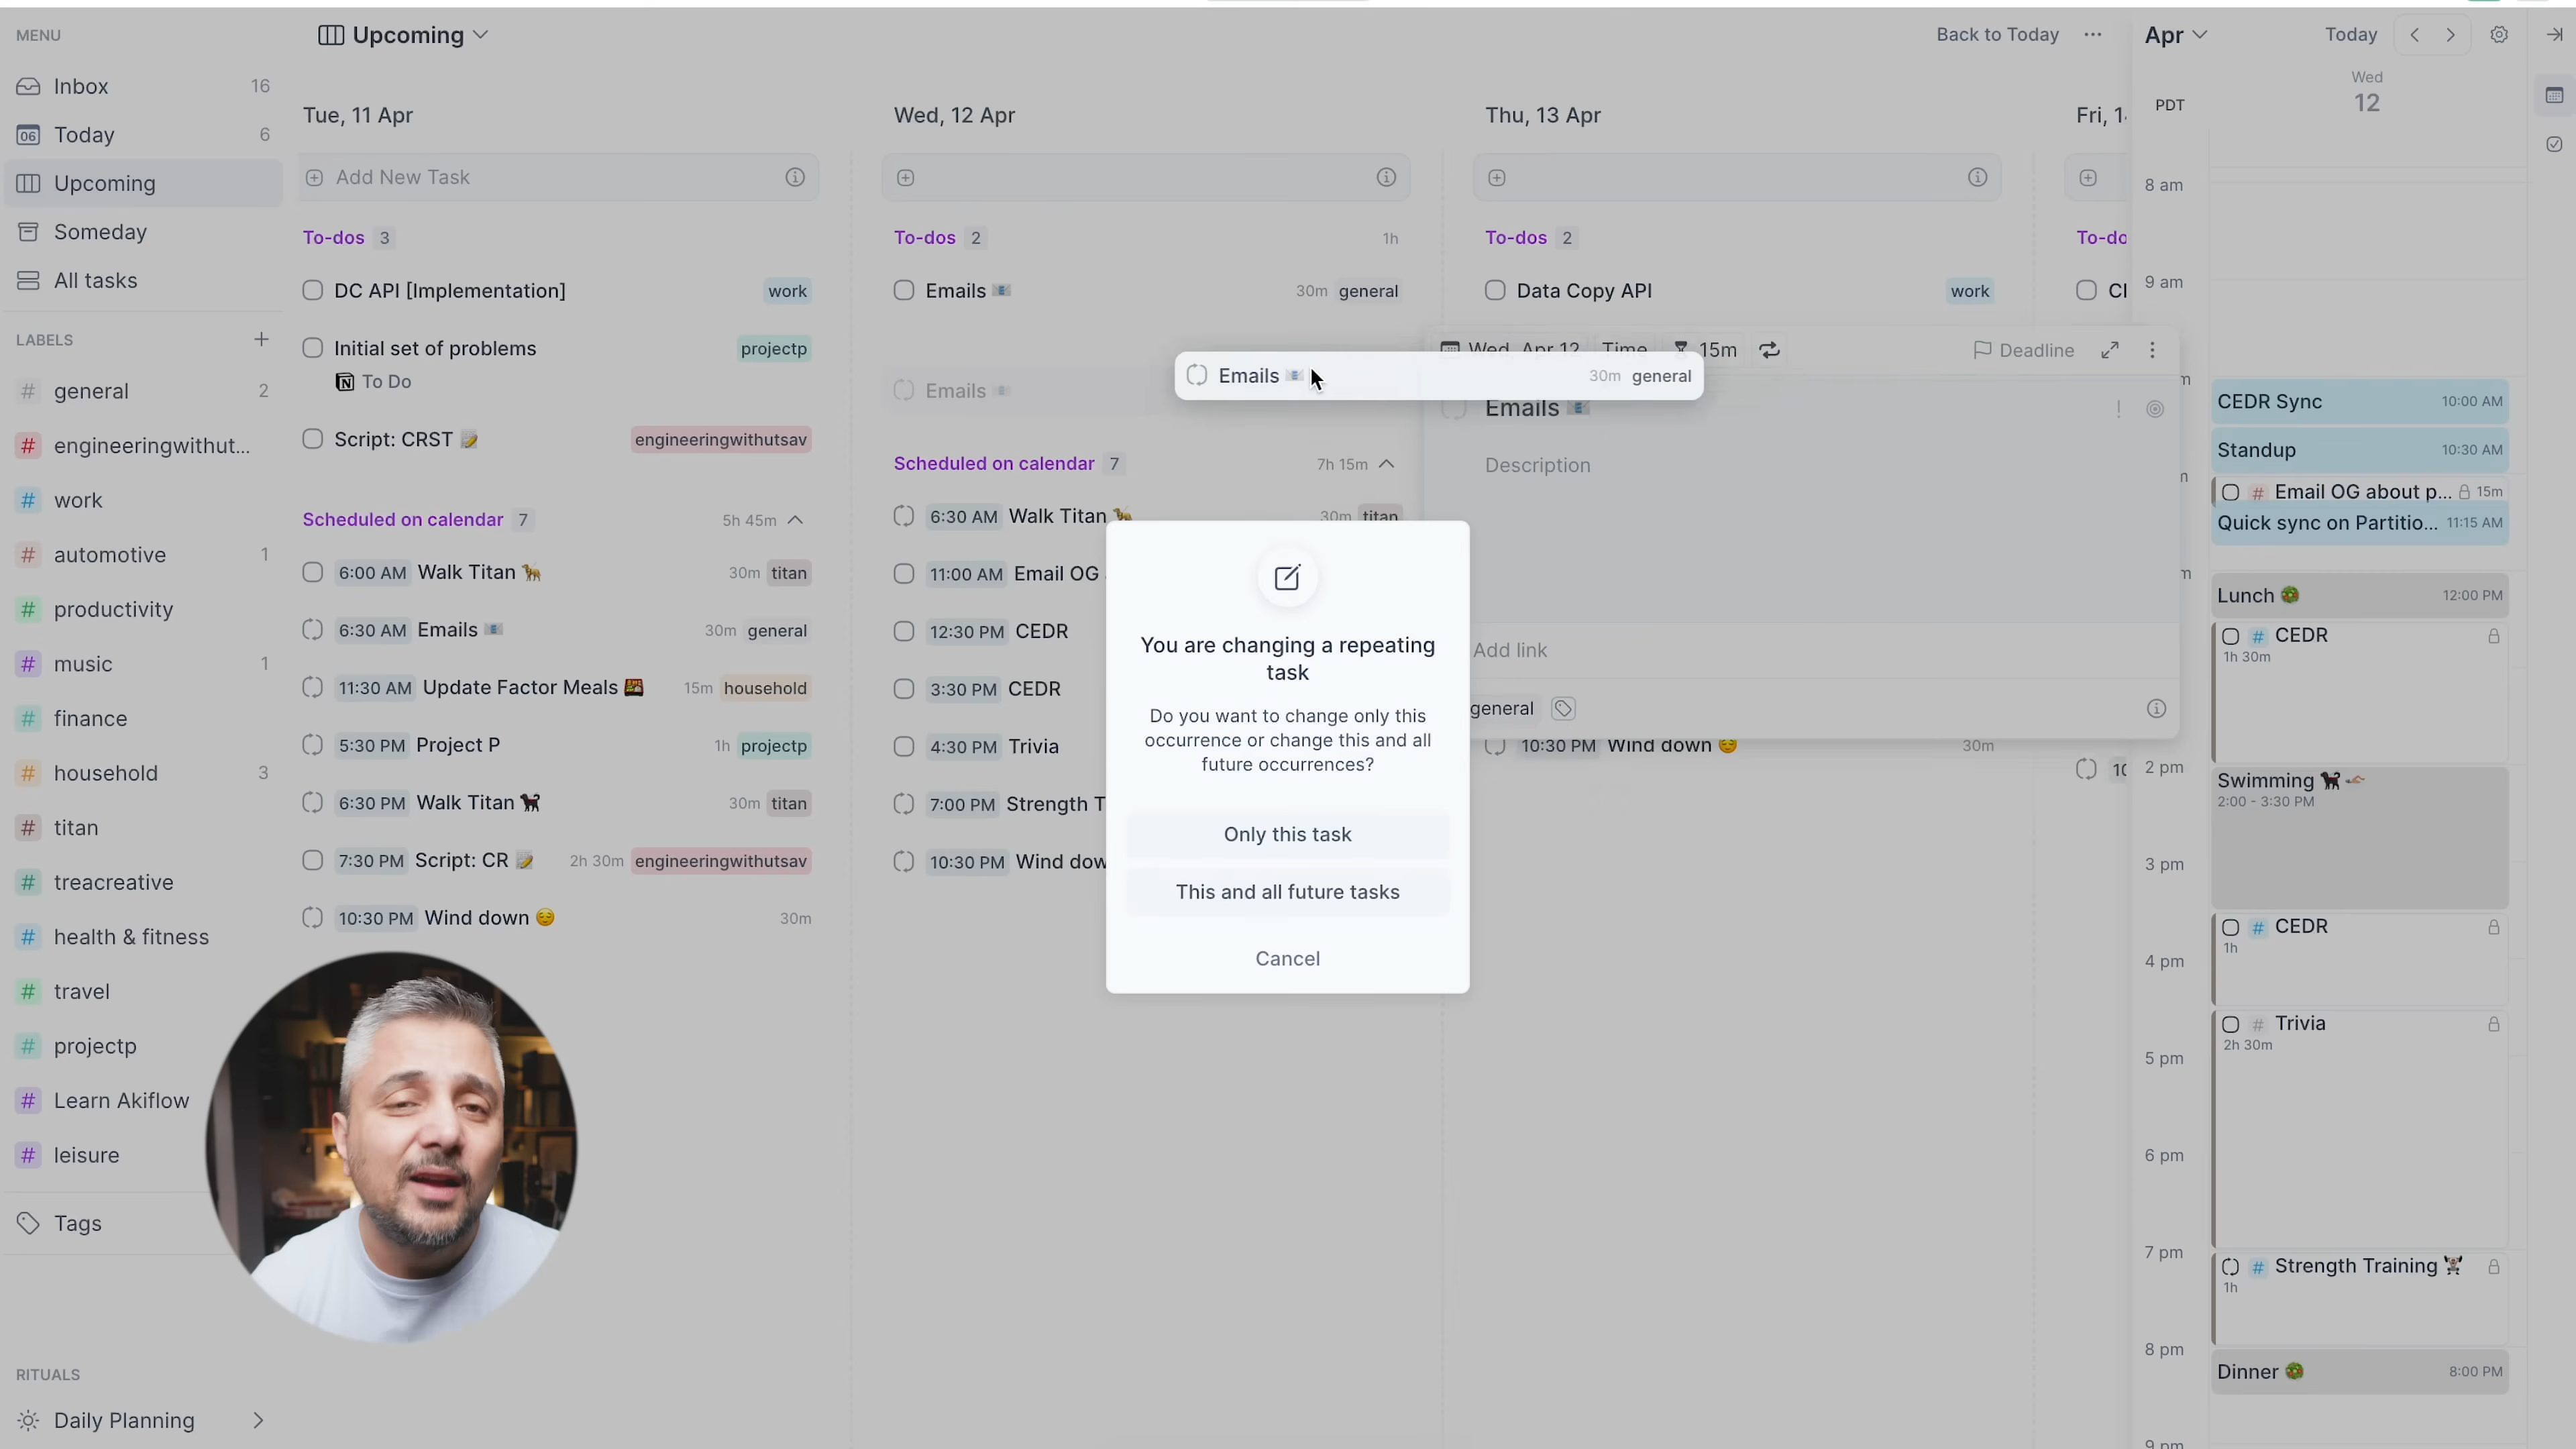 MENU
Inbox 16
Today 6
Upcoming
Someday
All tasks
LABELS
general 2
engineeringwithut...
work
automotive 1
productivity
music 1
finance
household 3
titan
treacreative
health & fitness
travel
projectp
Learn Akiflow
leisure
Tags
RITUALS
Daily Planning
Upcoming
Back to Today
Tue, 11 Apr
Add New Task
To-dos 3
DC API [Implementation] work
Initial set of problems projectp
To Do
Script: CRST engineeringwithutsav
Scheduled on calendar 7 5h 45m
6:00 AM Walk Titan 30m titan
6:30 AM Emails 30m general
11:30 AM Update Factor Meals 15m household
5:30 PM Project P 1h projectp
6:30 PM Walk Titan 30m titan
7:30 PM Script: CR 2h 30m engineeringwithutsav
10:30 PM Wind down 30m
Wed, 12 Apr
To-dos 2 1h
Emails 30m general
Emails
Scheduled on calendar 7 7h 15m
6:30 AM Walk Titan 30m titan
11:00 AM Email OG
12:30 PM CEDR
3:30 PM CEDR
4:30 PM Trivia
7:00 PM Strength T
10:30 PM Wind dow
Thu, 13 Apr
To-dos 2
Data Copy API work
Wed, Apr 12 Time 15m Deadline
Emails 30m general
Emails
Description
Add link
general
10:30 PM Wind down 30m
You are changing a repeating
task
Do you want to change only this
occurrence or change this and all
future occurrences?
Only this task
This and all future tasks
Cancel
Fri, 1
To-do
Apr Today
PDT
Wed
12
8 am
9 am
CEDR Sync 10:00 AM
Standup 10:30 AM
# Email OG about p... 15m
Quick sync on Partitio... 11:15 AM
Lunch 12:00 PM
# CEDR
1h 30m
2 pm
Swimming
2:00 - 3:30 PM
3 pm
# CEDR
1h
4 pm
# Trivia
2h 30m
5 pm
6 pm
7 pm
# Strength Training
1h
8 pm
Dinner 8:00 PM
9 pm